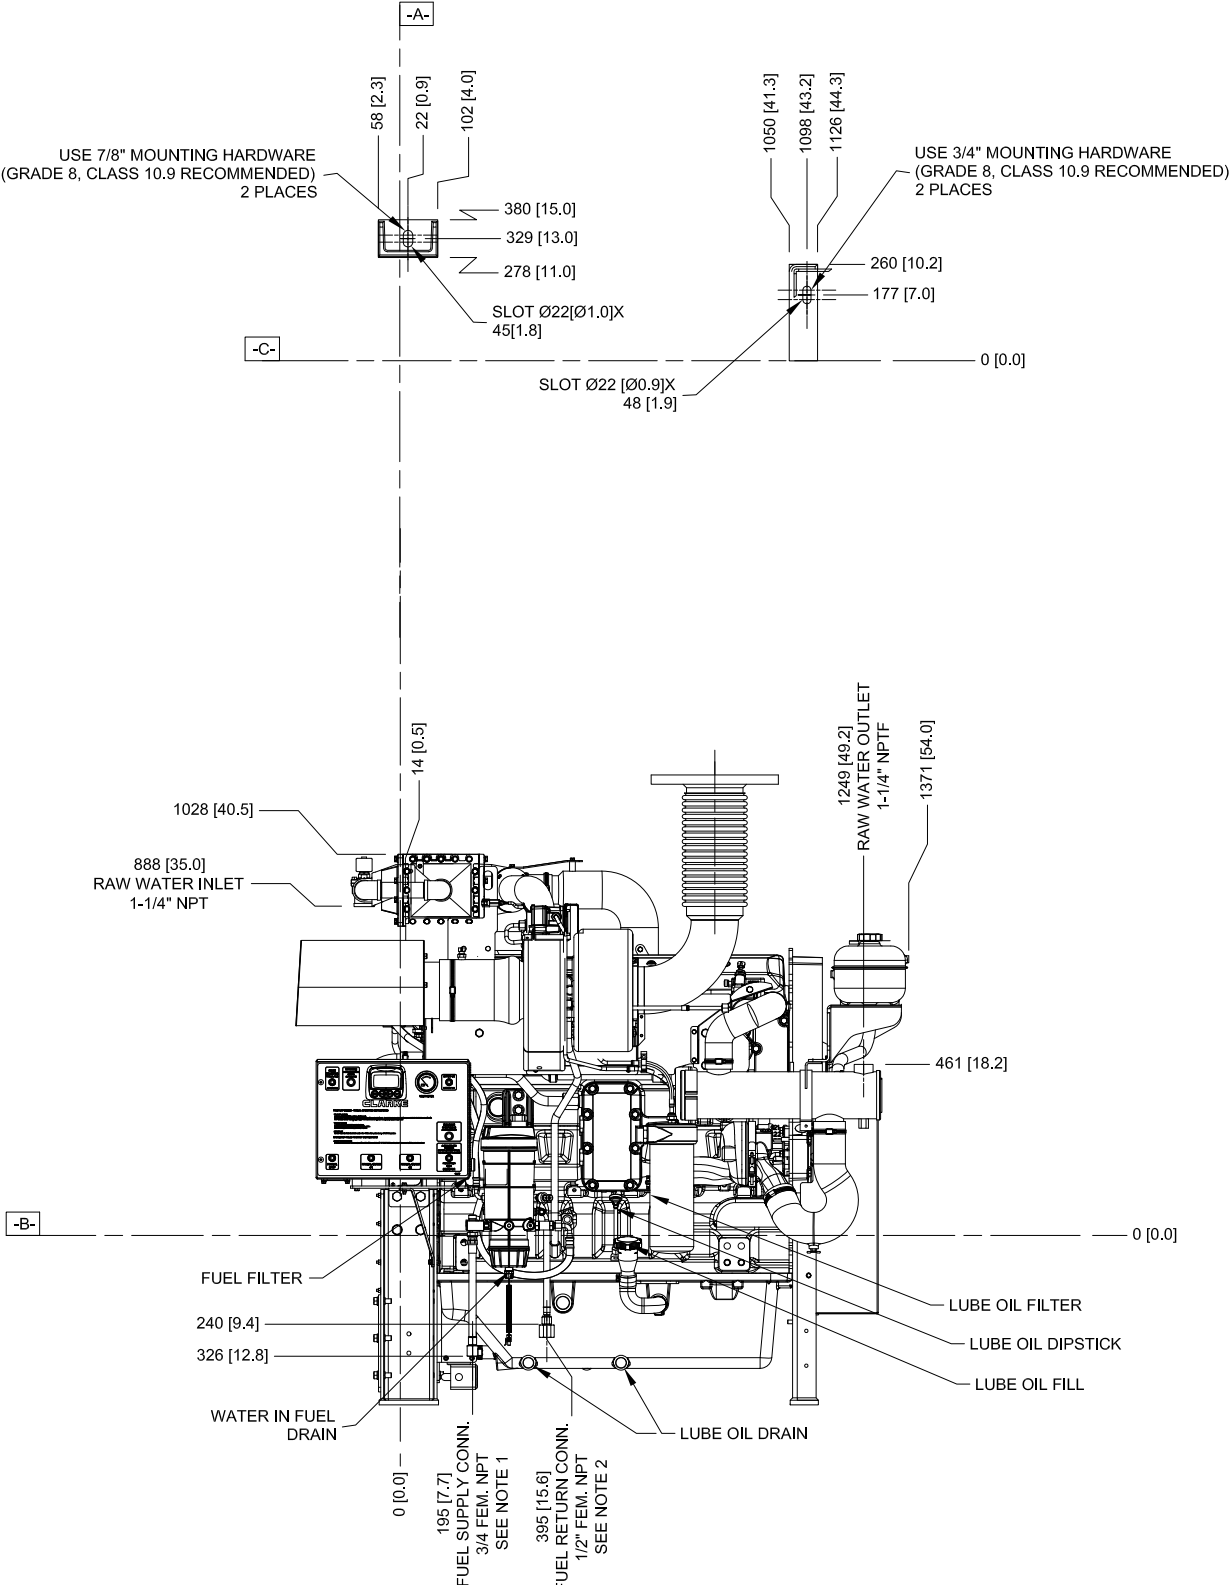 -A-
58 [2.3]
22 [0.9]
102 [4.0]
1050 [41.3]
1098 [43.2]
1126 [44.3]
USE 7/8" MOUNTING HARDWARE
(GRADE 8, CLASS 10.9 RECOMMENDED)
2 PLACES
USE 3/4" MOUNTING HARDWARE
(GRADE 8, CLASS 10.9 RECOMMENDED)
2 PLACES
380 [15.0]
329 [13.0]
278 [11.0]
260 [10.2]
177 [7.0]
SLOT Ø22[Ø1.0]X
45[1.8]
-C-
0 [0.0]
SLOT Ø22 [Ø0.9]X
48 [1.9]
14 [0.5]
1249 [49.2]
RAW WATER OUTLET
1-1/4" NPTF
1371 [54.0]
1028 [40.5]
888 [35.0]
RAW WATER INLET
1-1/4" NPT
461 [18.2]
CLARKE
-B-
0 [0.0]
FUEL FILTER
LUBE OIL FILTER
240 [9.4]
LUBE OIL DIPSTICK
326 [12.8]
LUBE OIL FILL
WATER IN FUEL
DRAIN
LUBE OIL DRAIN
0 [0.0]
195 [7.7]
FUEL SUPPLY CONN.
3/4 FEM. NPT
SEE NOTE 1
395 [15.6]
FUEL RETURN CONN.
1/2" FEM. NPT
SEE NOTE 2